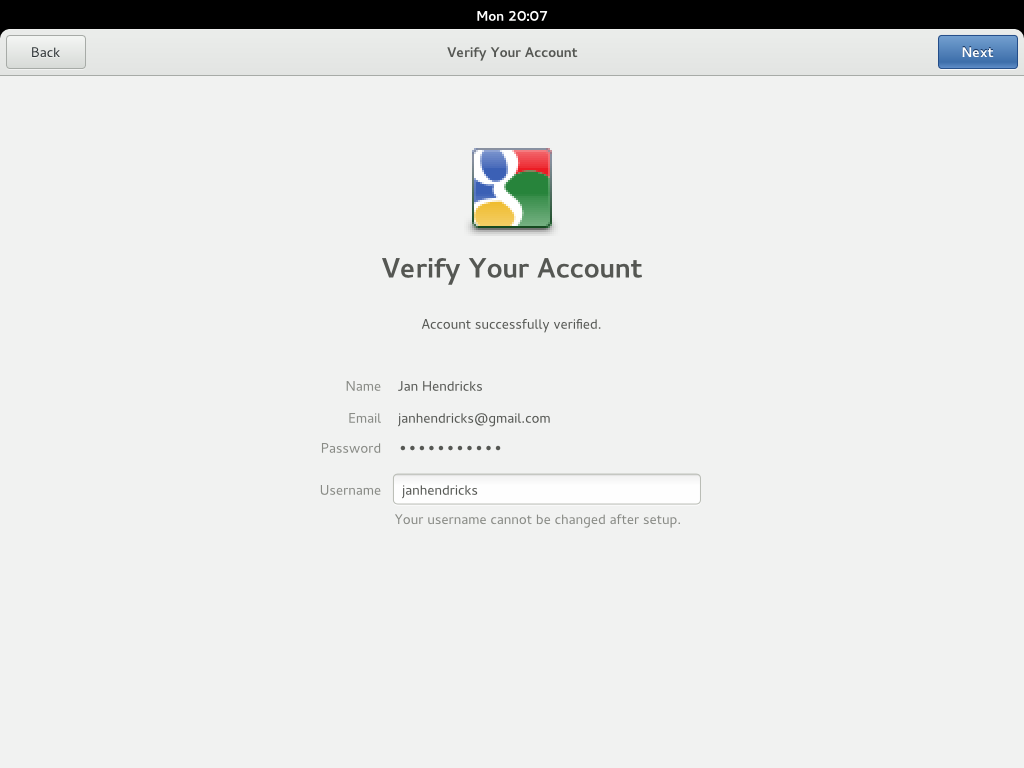 Mon 20:07
Back
Verify Your Account
Next
Verify Your Account
Account successfully verified.
Name Jan Hendricks
Email janhendricks@gmail.com
Password •••••••••••
Username janhendricks
Your username cannot be changed after setup.